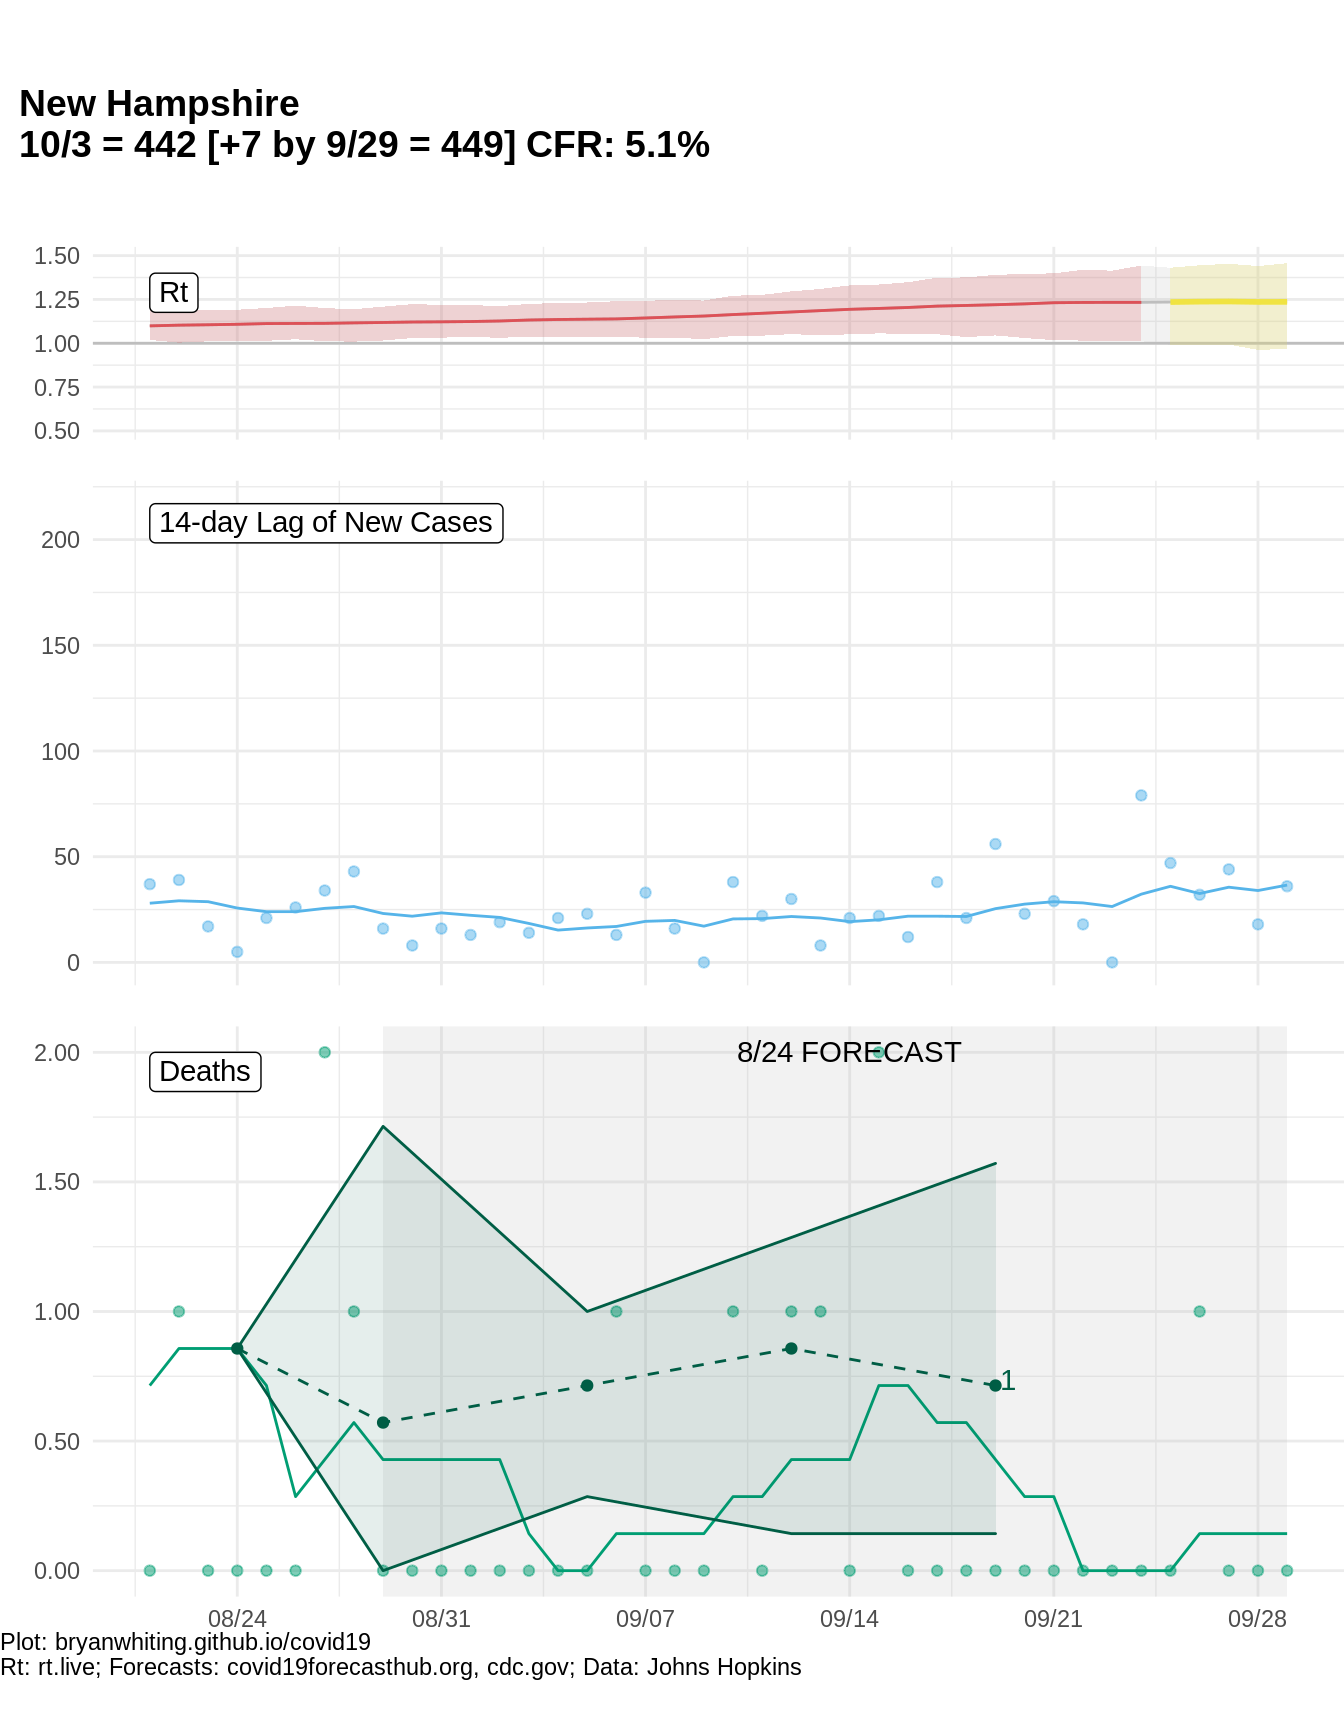 New Hampshire
10/3 = 442 [+7 by 9/29 = 449] CFR: 5.1%
1.50
Rt
1.25
1.00
0.75
0.50
14-day Lag of New Cases
200
150
100
50
0
8/24 FORECAST
2.00
Deaths
1.50
1.00
1
0.50
0.00
08/24 08/31 09/07 09/14 09/21 09/28
Plot: bryanwhiting.github.io/covid19
Rt: rt.live; Forecasts: covid19forecasthub.org, cdc.gov; Data: Johns Hopkins